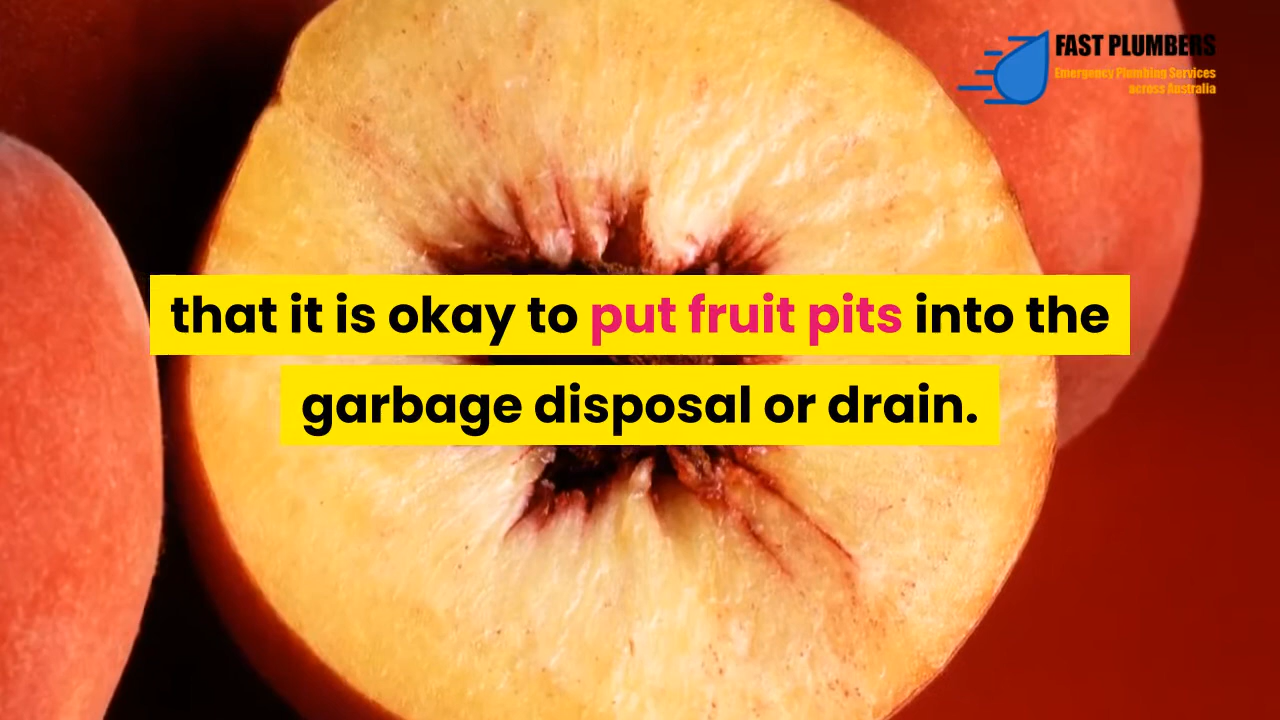 FAST PLUMBERS
Emergency Plumbing Services
across Australia
that it is okay to put fruit pits into the
garbage disposal or drain.